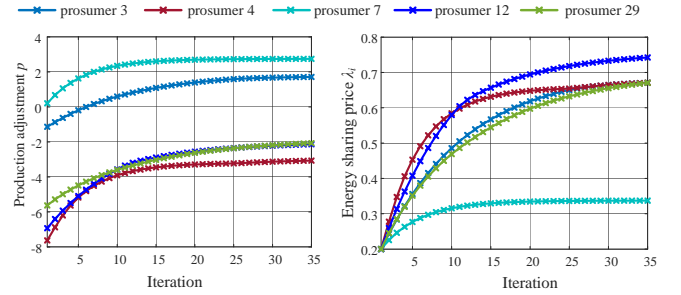 prosumer 3 prosumer 4 prosumer 7 prosumer 12 prosumer 29
Production adjustment p
4
2
0
-2
-4
-6
-8
5 10 15 20 25 30 35
Iteration
Energy sharing price λi
0.8
0.7
0.6
0.5
0.4
0.3
0.2
5 10 15 20 25 30 35
Iteration